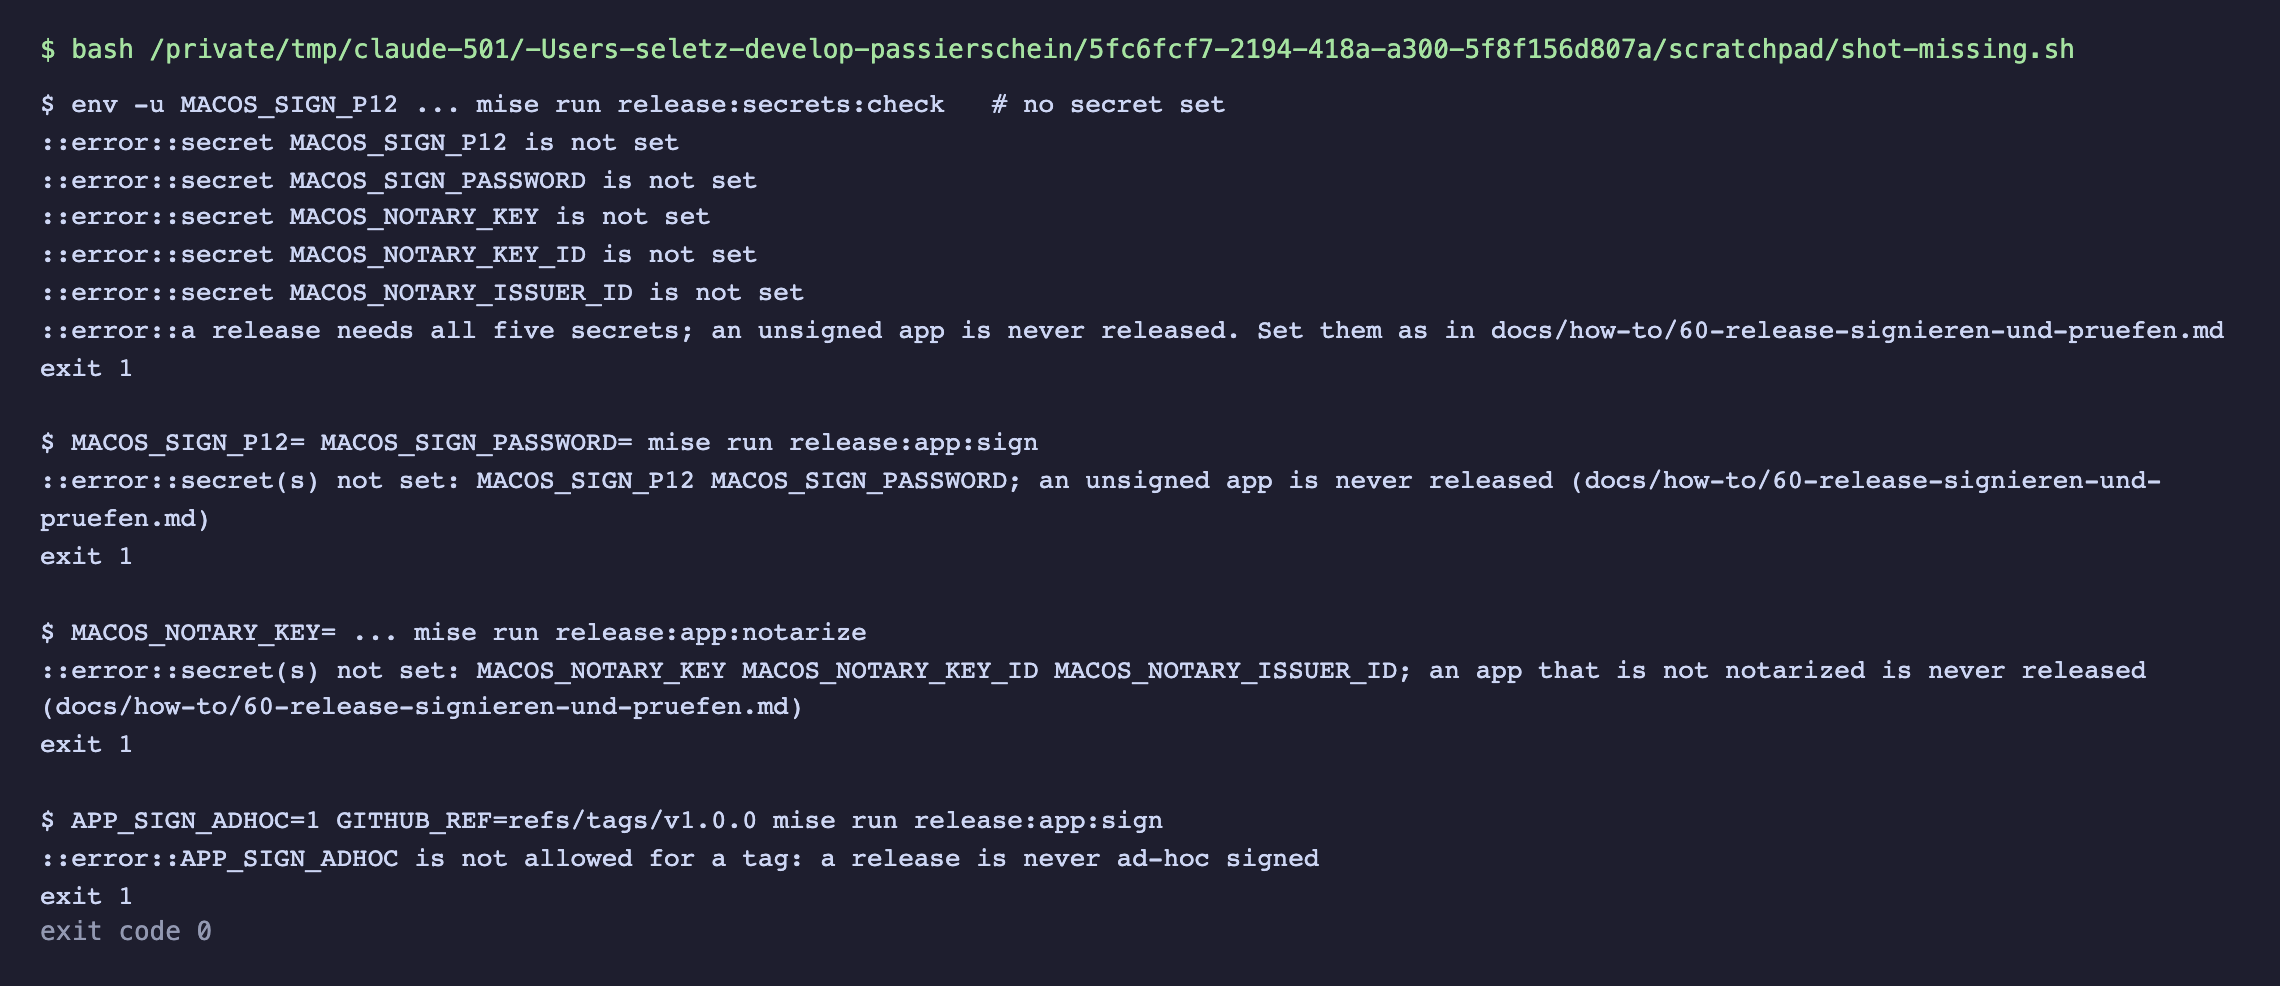 $ bash /private/tmp/claude-501/-Users-seletz-develop-passierschein/5fc6fcf7-2194-418a-a300-5f8f156d807a/scratchpad/shot-missing.sh
$ env -u MACOS_SIGN_P12 ... mise run release:secrets:check   # no secret set
::error::secret MACOS_SIGN_P12 is not set
::error::secret MACOS_SIGN_PASSWORD is not set
::error::secret MACOS_NOTARY_KEY is not set
::error::secret MACOS_NOTARY_KEY_ID is not set
::error::secret MACOS_NOTARY_ISSUER_ID is not set
::error::a release needs all five secrets; an unsigned app is never released. Set them as in docs/how-to/60-release-signieren-und-pruefen.md
exit 1
$ MACOS_SIGN_P12= MACOS_SIGN_PASSWORD= mise run release:app:sign
::error::secret(s) not set: MACOS_SIGN_P12 MACOS_SIGN_PASSWORD; an unsigned app is never released (docs/how-to/60-release-signieren-und-
pruefen.md)
exit 1
$ MACOS_NOTARY_KEY= ... mise run release:app:notarize
::error::secret(s) not set: MACOS_NOTARY_KEY MACOS_NOTARY_KEY_ID MACOS_NOTARY_ISSUER_ID; an app that is not notarized is never released
(docs/how-to/60-release-signieren-und-pruefen.md)
exit 1
$ APP_SIGN_ADHOC=1 GITHUB_REF=refs/tags/v1.0.0 mise run release:app:sign
::error::APP_SIGN_ADHOC is not allowed for a tag: a release is never ad-hoc signed
exit 1
exit code 0